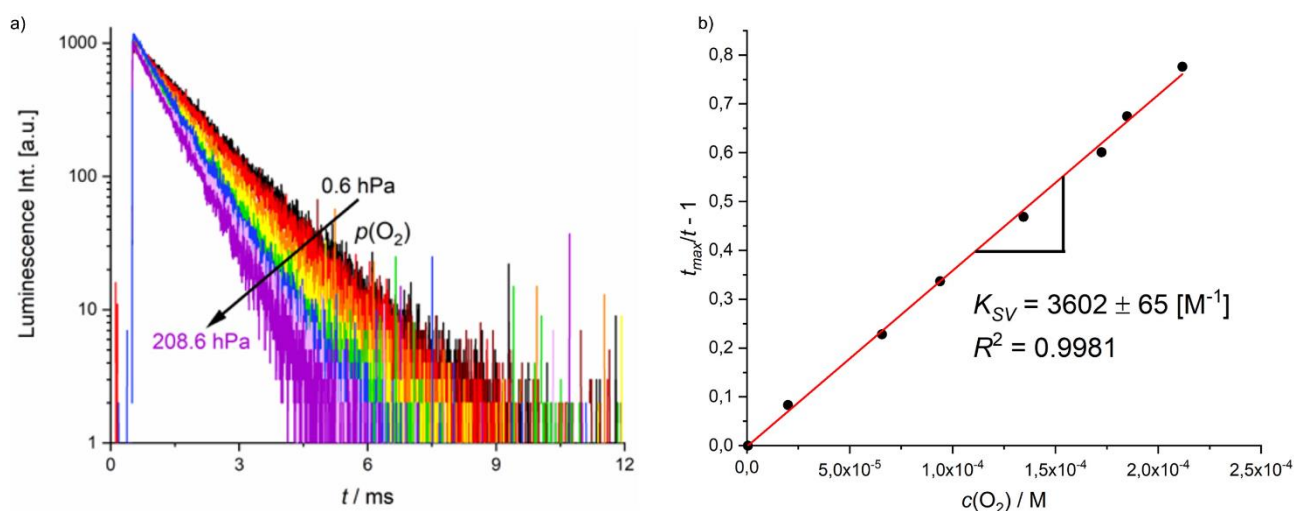 a)
Luminescence Int. [a.u.]
1000
100
10
1
0.6 hPa
p(O₂)
208.6 hPa
0
3
6
9
12
t / ms
b)
t_max/t - 1
0,8
0,7
0,6
0,5
0,4
0,3
0,2
0,1
0,0
K_SV = 3602 ± 65 [M⁻¹]
R² = 0.9981
0,0
5,0x10⁻⁵
1,0x10⁻⁴
1,5x10⁻⁴
2,0x10⁻⁴
2,5x10⁻⁴
c(O₂) / M